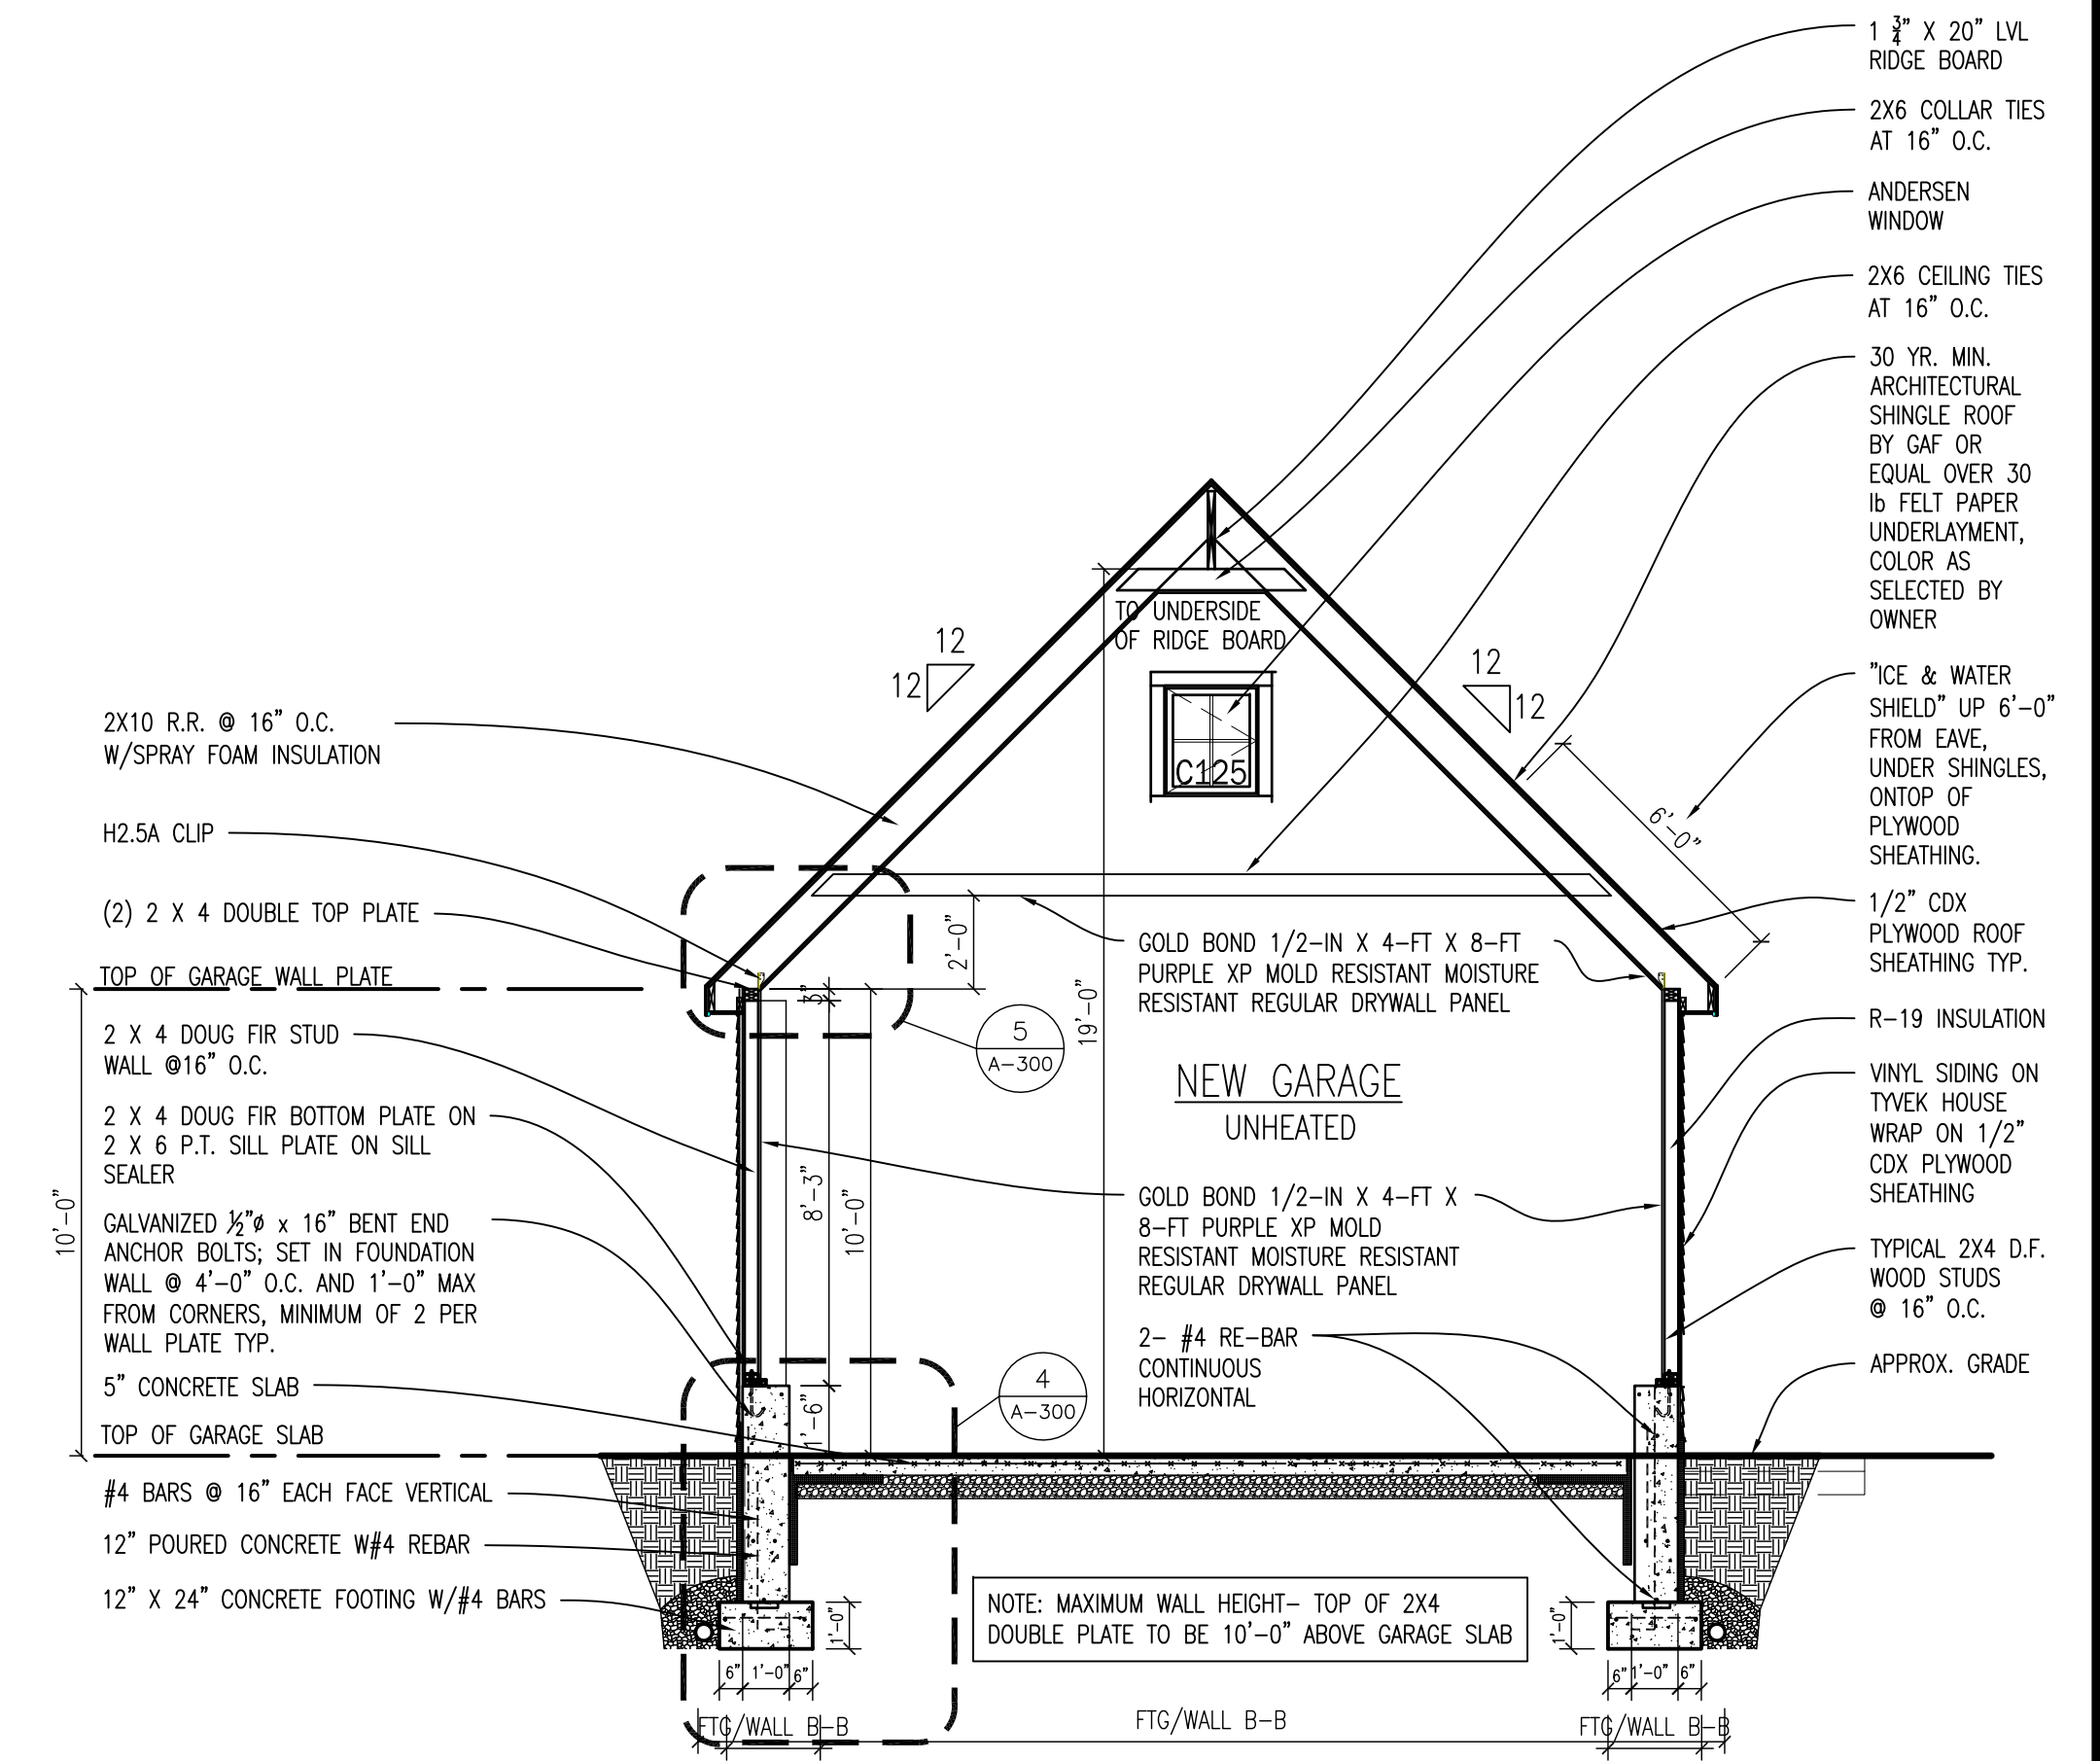 1 3/4" X 20" LVL
RIDGE BOARD
2X6 COLLAR TIES
AT 16" O.C.
ANDERSEN
WINDOW
2X6 CEILING TIES
AT 16" O.C.
30 YR. MIN.
ARCHITECTURAL
SHINGLE ROOF
BY GAF OR
EQUAL OVER 30
lb FELT PAPER
UNDERLAYMENT,
COLOR AS
SELECTED BY
OWNER
"ICE & WATER
SHIELD" UP 6'-0"
FROM EAVE,
UNDER SHINGLES,
ONTOP OF
PLYWOOD
SHEATHING.
1/2" CDX
PLYWOOD ROOF
SHEATHING TYP.
R-19 INSULATION
VINYL SIDING ON
TYVEK HOUSE
WRAP ON 1/2"
CDX PLYWOOD
SHEATHING
TYPICAL 2X4 D.F.
WOOD STUDS
@ 16" O.C.
APPROX. GRADE
2X10 R.R. @ 16" O.C.
W/SPRAY FOAM INSULATION
H2.5A CLIP
(2) 2 X 4 DOUBLE TOP PLATE
TOP OF GARAGE WALL PLATE
2 X 4 DOUG FIR STUD
WALL @16" O.C.
2 X 4 DOUG FIR BOTTOM PLATE ON
2 X 6 P.T. SILL PLATE ON SILL
SEALER
GALVANIZED ½"ø x 16" BENT END
ANCHOR BOLTS; SET IN FOUNDATION
WALL @ 4'-0" O.C. AND 1'-0" MAX
FROM CORNERS, MINIMUM OF 2 PER
WALL PLATE TYP.
5" CONCRETE SLAB
TOP OF GARAGE SLAB
#4 BARS @ 16" EACH FACE VERTICAL
12" POURED CONCRETE W#4 REBAR
12" X 24" CONCRETE FOOTING W/#4 BARS
10'-0"
12
12
12
12
TO UNDERSIDE
OF RIDGE BOARD
C125
6'-0"
2'-0"
3"
19'-0"
8'-3"
10'-0"
1'-6"
5
A-300
4
A-300
GOLD BOND 1/2-IN X 4-FT X 8-FT
PURPLE XP MOLD RESISTANT MOISTURE
RESISTANT REGULAR DRYWALL PANEL
NEW GARAGE
UNHEATED
GOLD BOND 1/2-IN X 4-FT X
8-FT PURPLE XP MOLD
RESISTANT MOISTURE RESISTANT
REGULAR DRYWALL PANEL
2- #4 RE-BAR
CONTINUOUS
HORIZONTAL
NOTE: MAXIMUM WALL HEIGHT- TOP OF 2X4
DOUBLE PLATE TO BE 10'-0" ABOVE GARAGE SLAB
1'-0"
1'-0"
6" 1'-0" 6"
6" 1'-0" 6"
FTG/WALL B-B
FTG/WALL B-B
FTG/WALL B-B